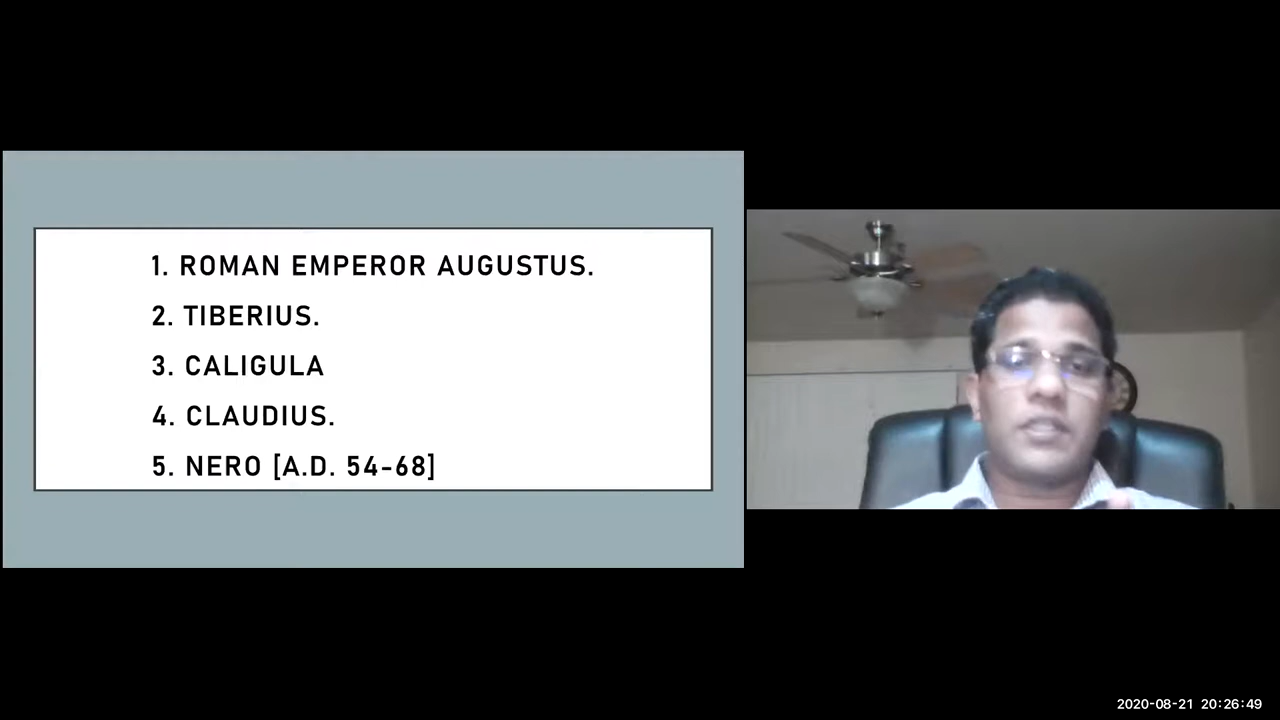 1. ROMAN EMPEROR AUGUSTUS.
2. TIBERIUS.
3. CALIGULA
4. CLAUDIUS.
5. NERO [A.D. 54-68]
2020-08-21 20:26:49